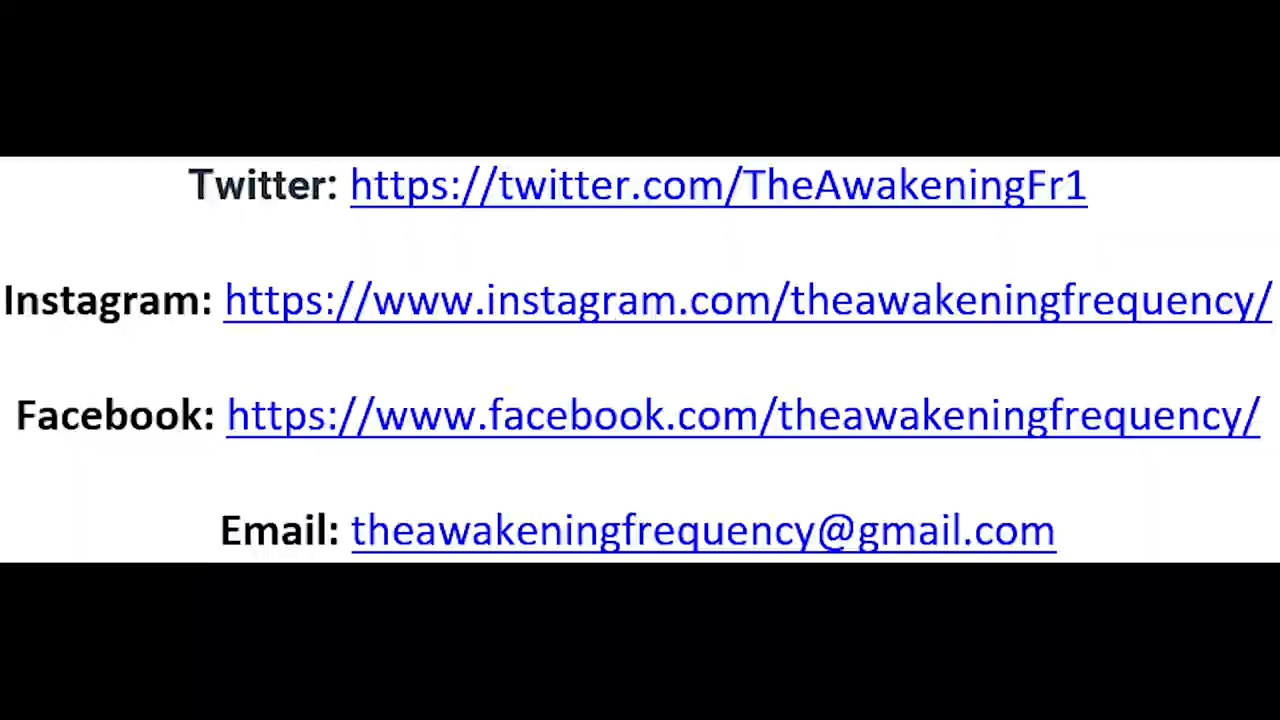 Twitter: https://twitter.com/TheAwakeningFr1
Instagram: https://www.instagram.com/theawakeningfrequency/
Facebook: https://www.facebook.com/theawakeningfrequency/
Email: theawakeningfrequency@gmail.com